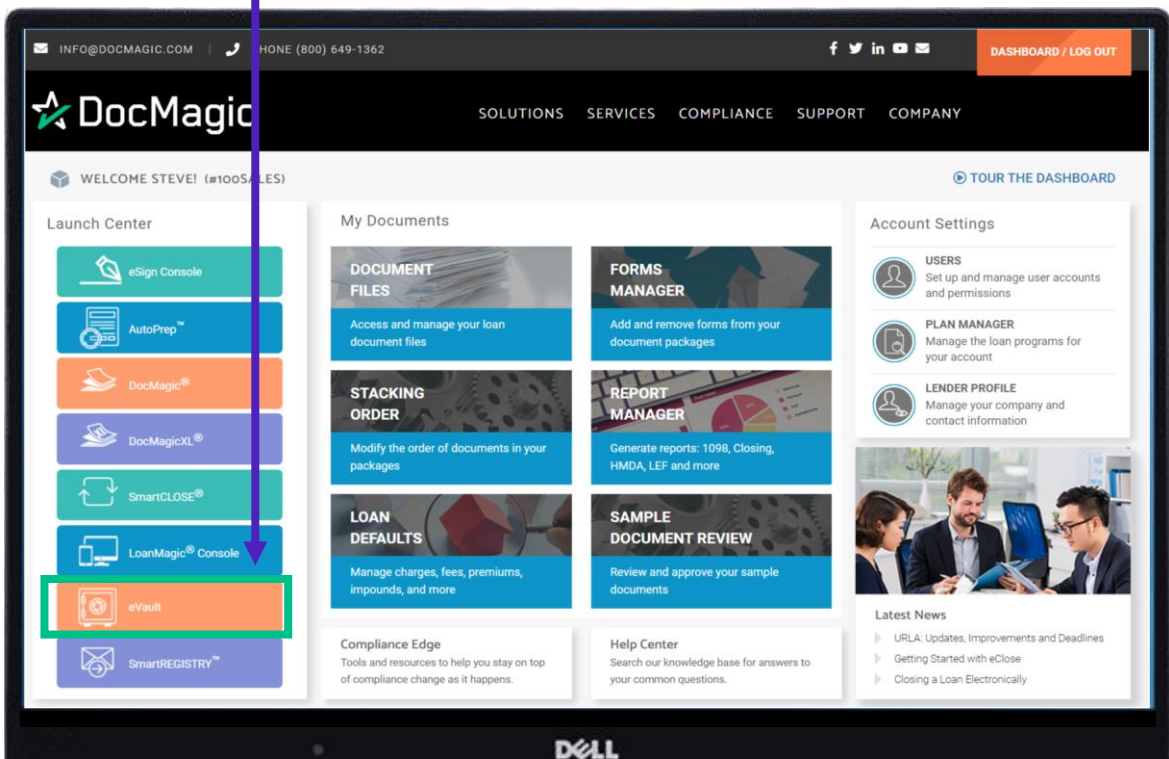 INFO@DOCMAGIC.COM | PHONE (800) 649-1362
DASHBOARD / LOG OUT
DocMagic
SOLUTIONS SERVICES COMPLIANCE SUPPORT COMPANY
WELCOME STEVE! (#100SALES)
TOUR THE DASHBOARD
Launch Center
eSign Console
AutoPrep™
DocMagic®
DocMagicXL®
SmartCLOSE®
LoanMagic® Console
eVault
SmartREGISTRY™
My Documents
DOCUMENT
FILES
Access and manage your loan
document files
FORMS
MANAGER
Add and remove forms from your
document packages
STACKING
ORDER
Modify the order of documents in your
packages
REPORT
MANAGER
Generate reports: 1098, Closing,
HMDA, LEF and more
LOAN
DEFAULTS
Manage charges, fees, premiums,
impounds, and more
SAMPLE
DOCUMENT REVIEW
Review and approve your sample
documents
Compliance Edge
Tools and resources to help you stay on top
of compliance change as it happens.
Help Center
Search our knowledge base for answers to
your common questions.
Account Settings
USERS
Set up and manage user accounts
and permissions
PLAN MANAGER
Manage the loan programs for
your account
LENDER PROFILE
Manage your company and
contact information
Latest News
URLA: Updates, Improvements and Deadlines
Getting Started with eClose
Closing a Loan Electronically
DELL